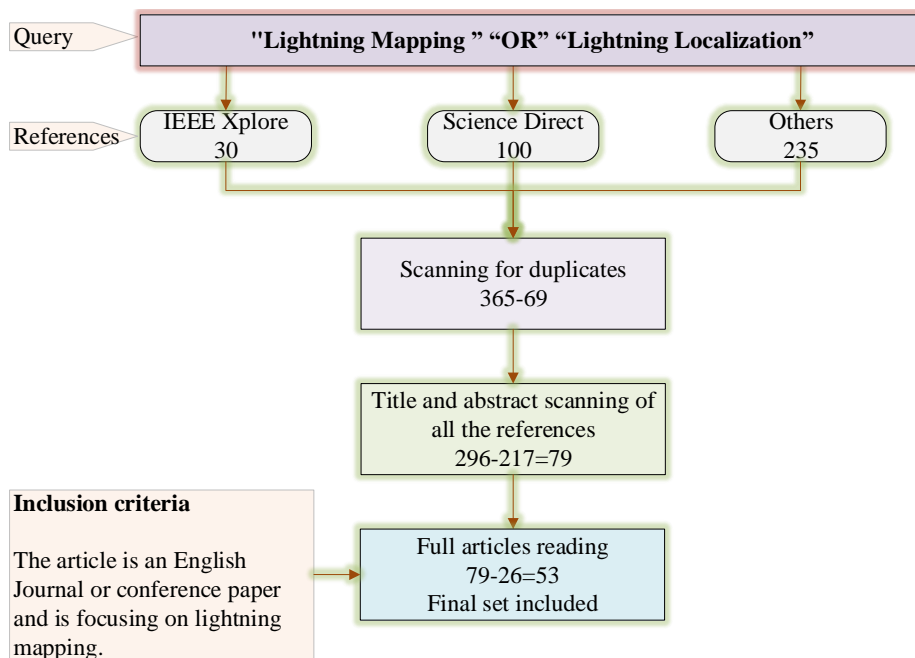 Query
"Lightning Mapping ” “OR” “Lightning Localization”
References
IEEE Xplore
30
Science Direct
100
Others
235
Scanning for duplicates
365-69
Title and abstract scanning of
all the references
296-217=79
Inclusion criteria
The article is an English
Journal or conference paper
and is focusing on lightning
mapping.
Full articles reading
79-26=53
Final set included